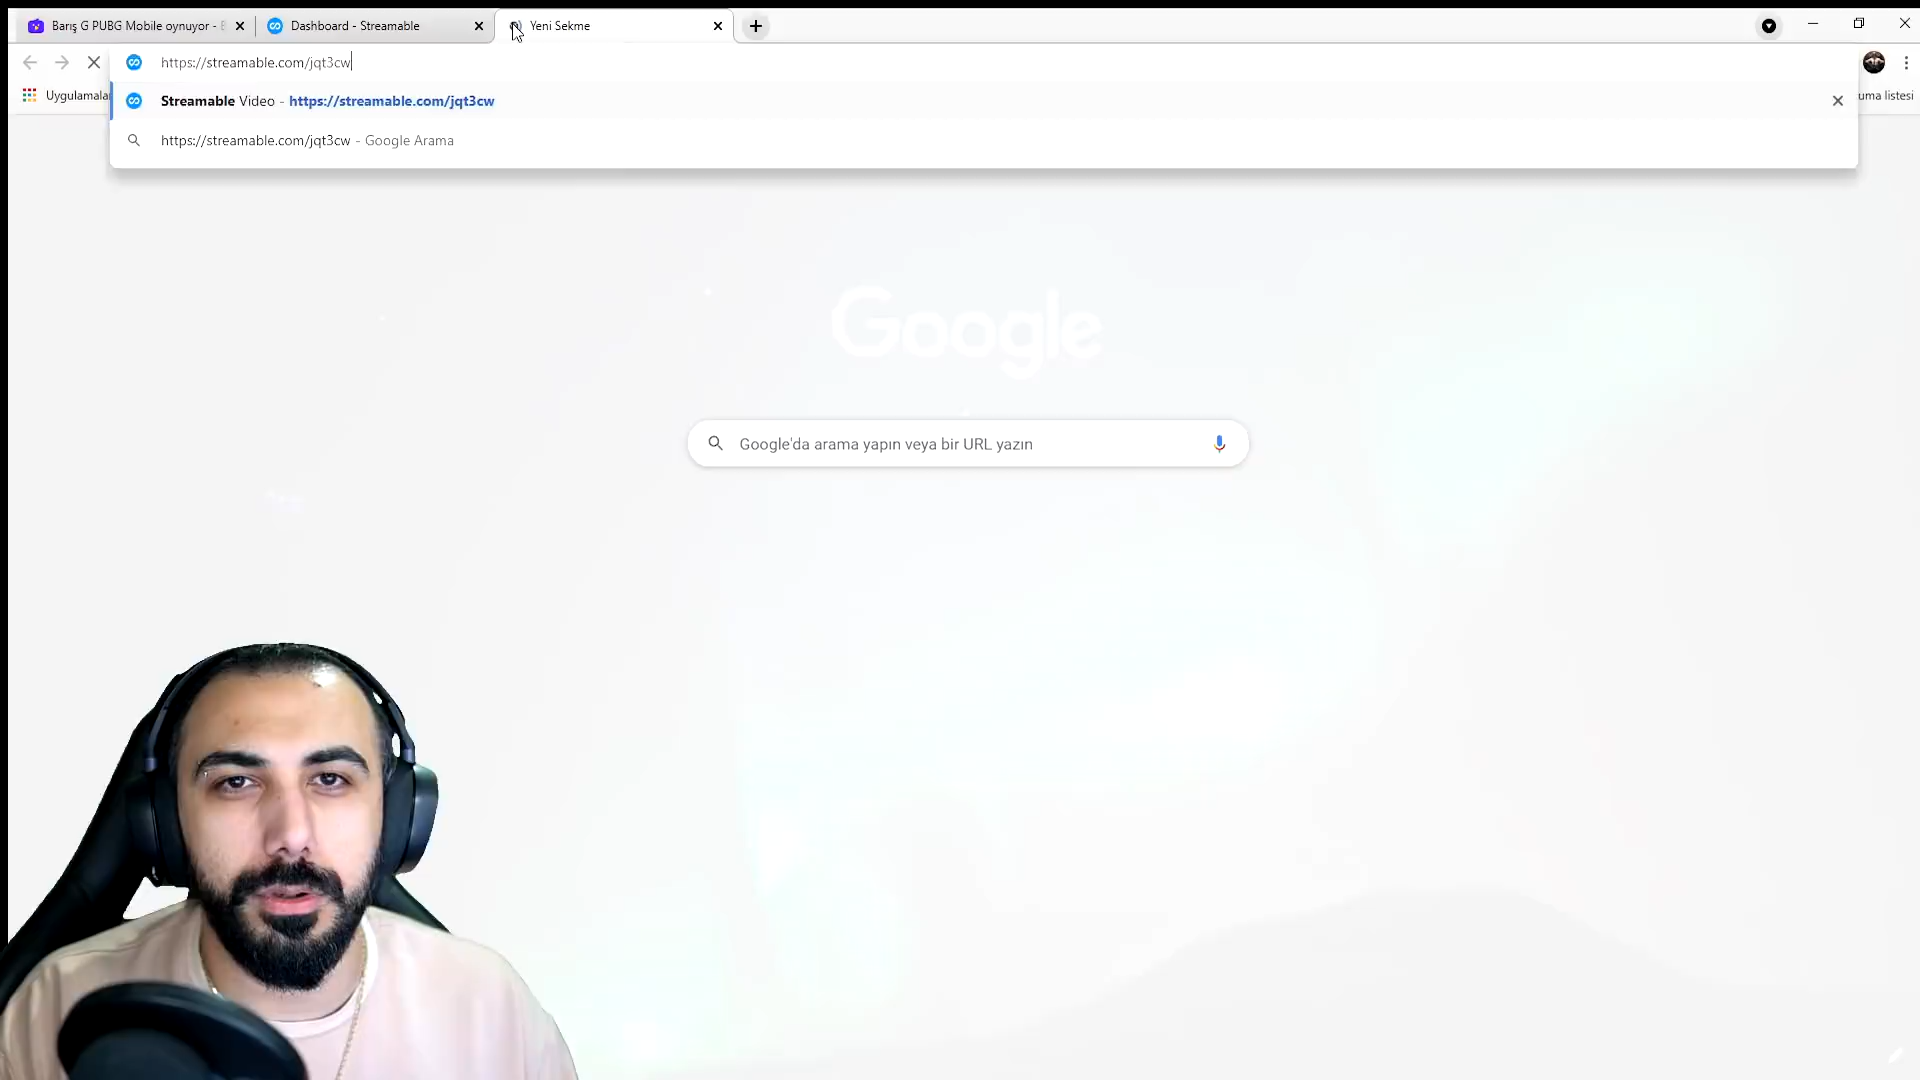 Barış G PUBG Mobile oynuyor -
Dashboard - Streamable
Yeni Sekme
https://streamable.com/jqt3cw
Uygulamalar
Streamable Video - https://streamable.com/jqt3cw
uma listesi
https://streamable.com/jqt3cw - Google Arama
Google
Google'da arama yapın veya bir URL yazın